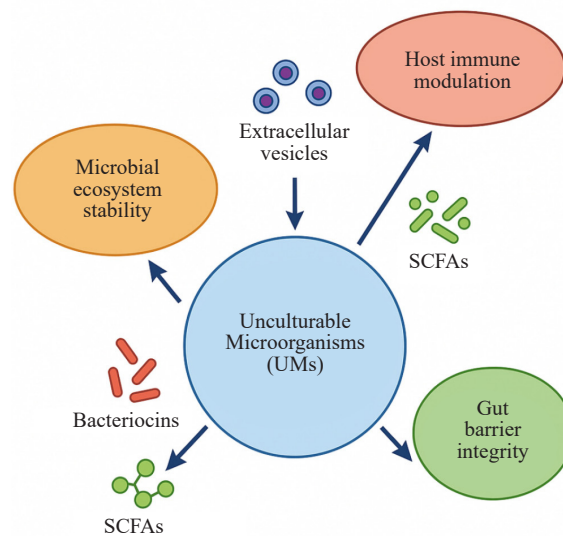 Host immune
modulation
Extracellular
vesicles
Microbial
ecosystem
stability
SCFAs
Unculturable
Microorganisms
(UMs)
Bacteriocins
Gut
barrier
integrity
SCFAs